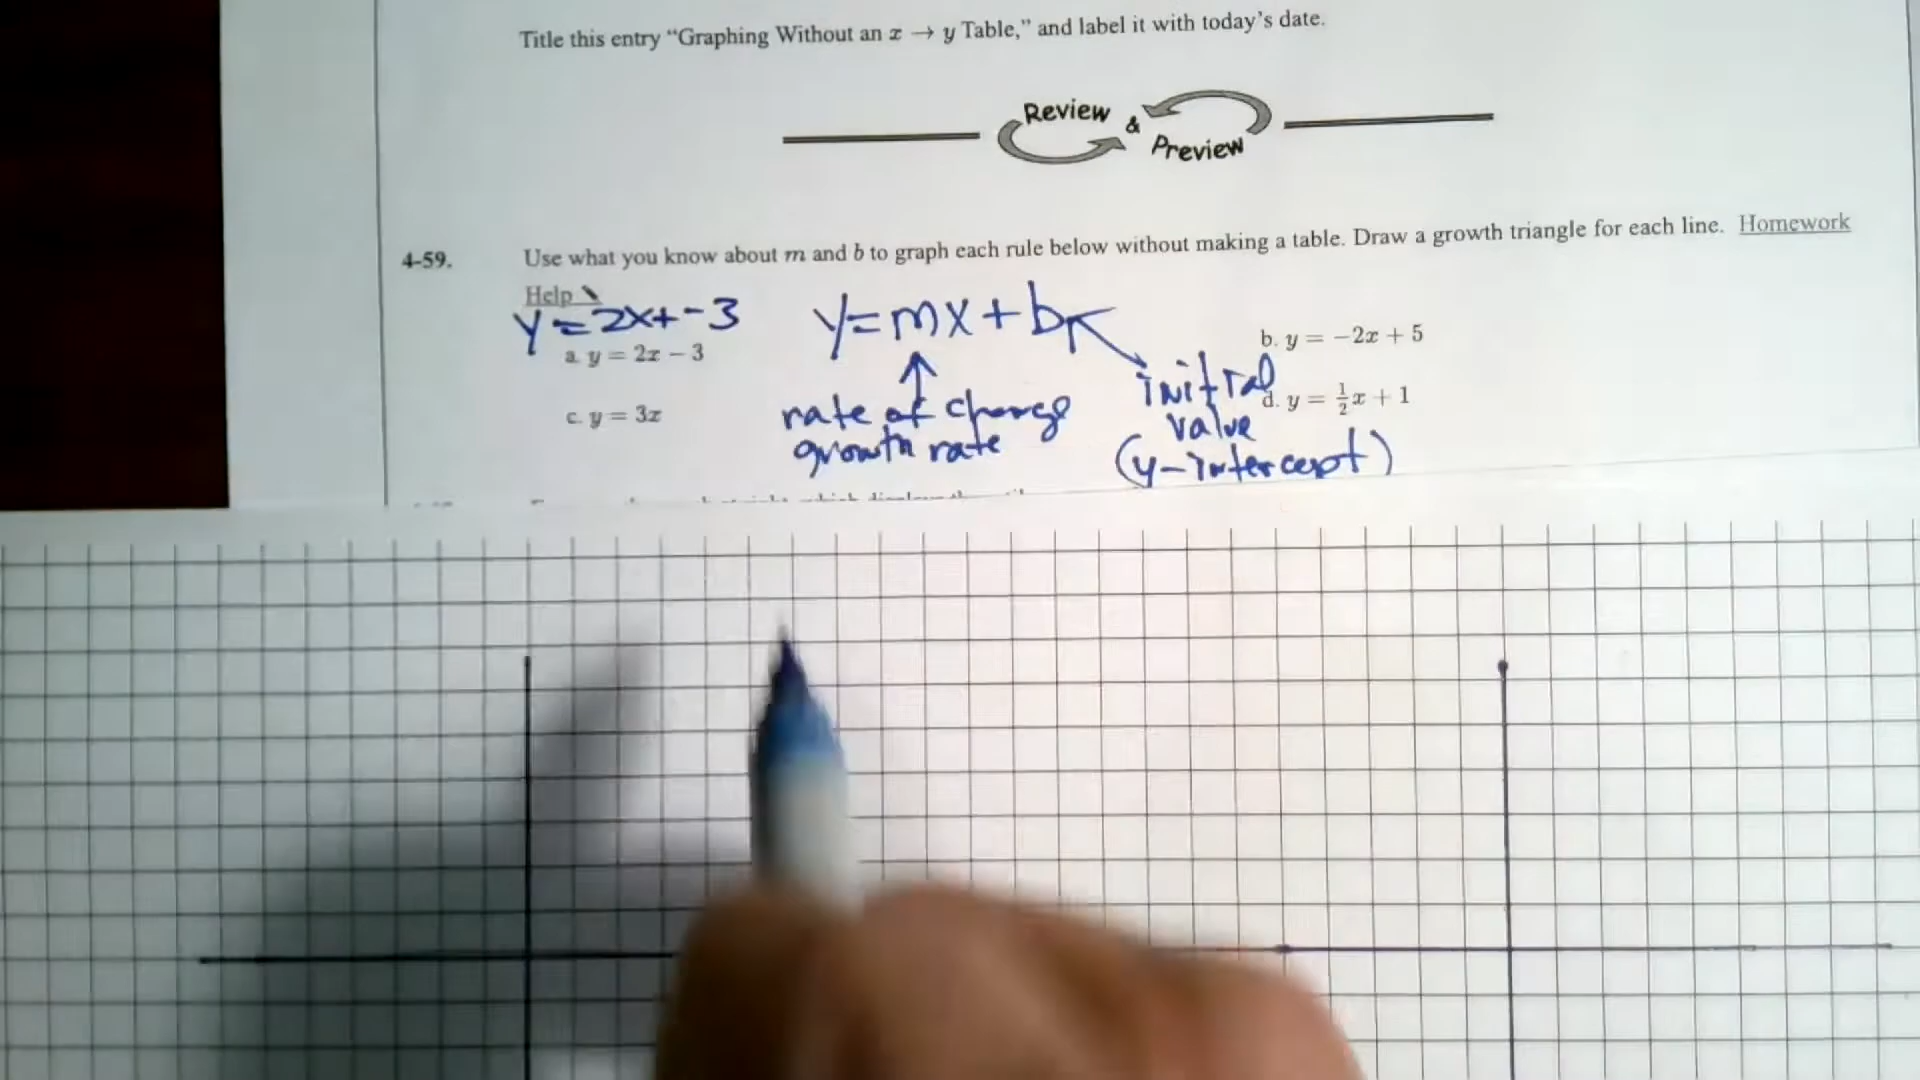 Title this entry “Graphing Without an x → y Table,” and label it with today’s date.
Review
&
Preview
4-59. Use what you know about m and b to graph each rule below without making a table. Draw a growth triangle for each line. Homework
Help
y = 2x + -3
y = mx + b
a. y = 2x − 3
b. y = −2x + 5
c. y = 3x
d. y = 1/2 x + 1
rate of change
growth rate
initial
value
(y-intercept)